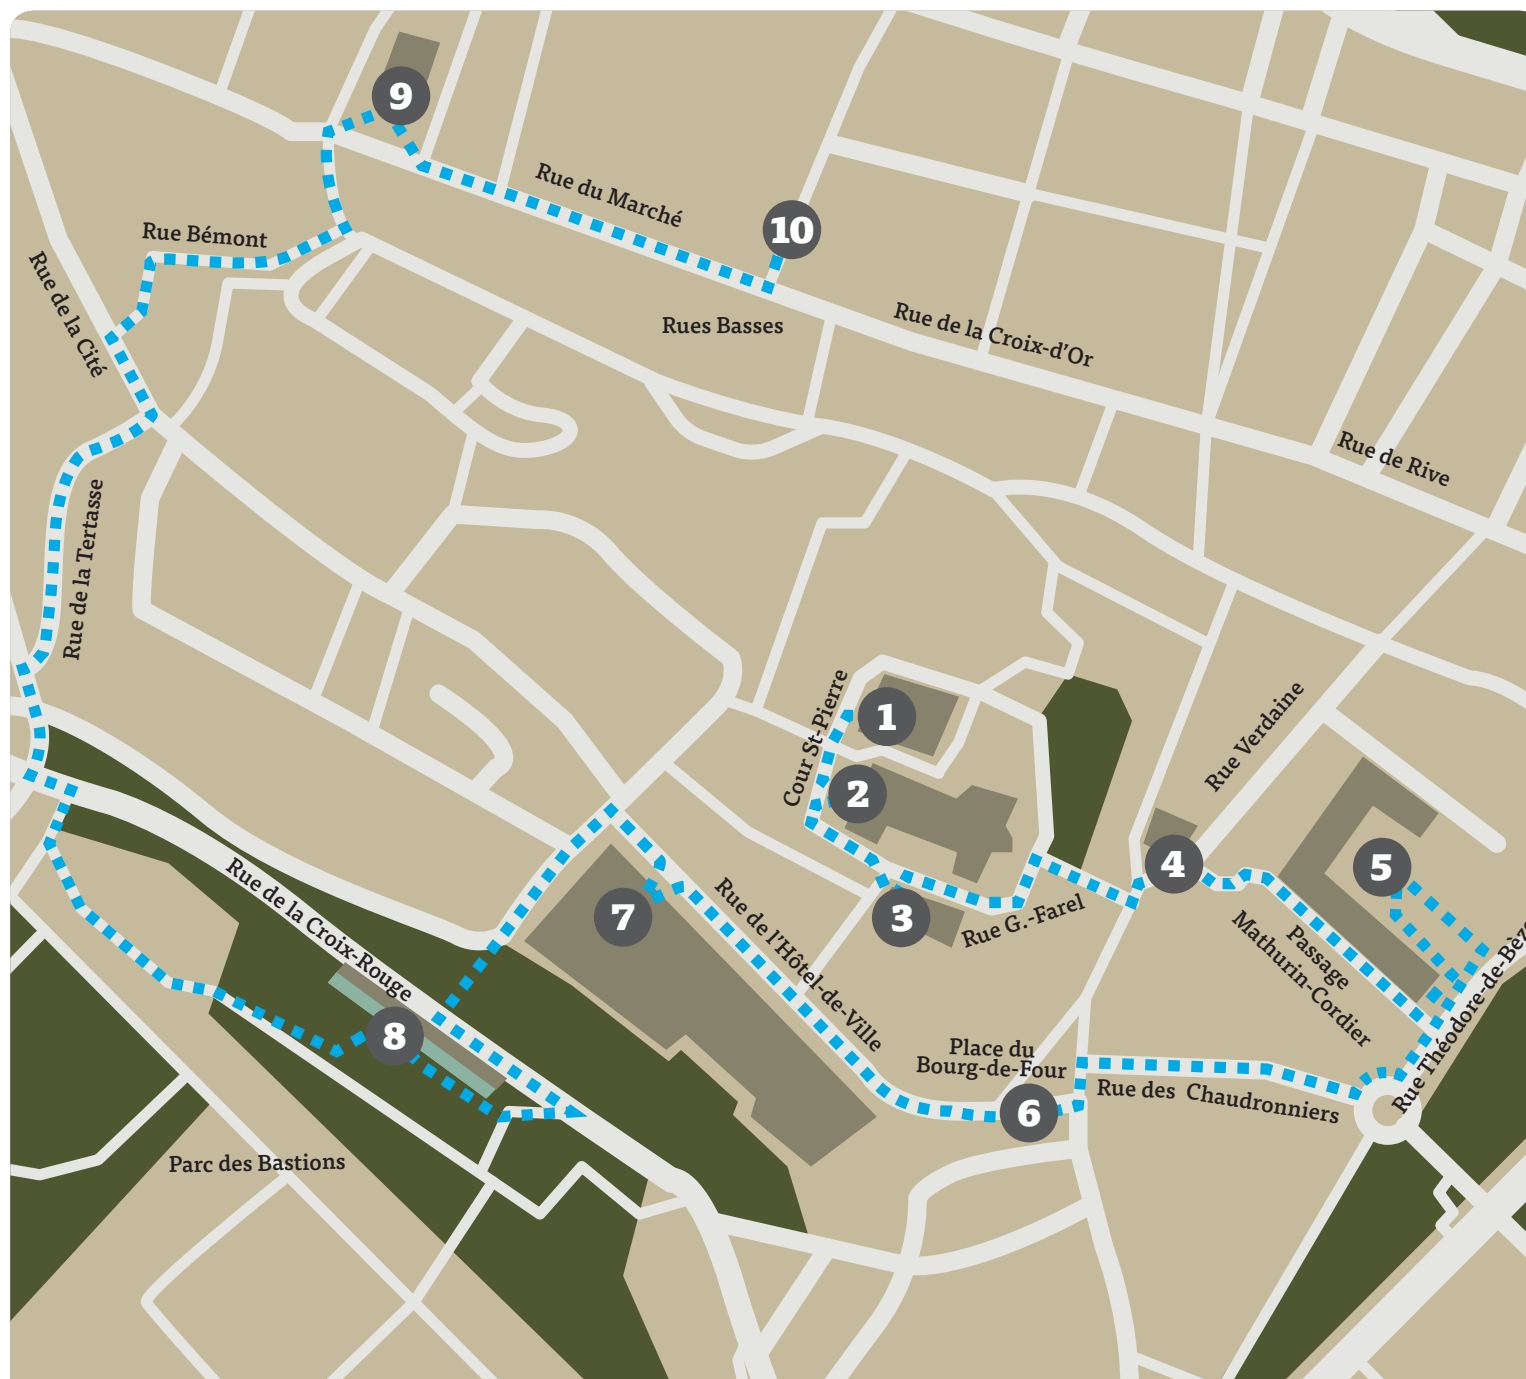 9
Rue du Marché
10
Rue Bémont
Rue de la Cité
Rues Basses
Rue de la Croix-d'Or
Rue de Rive
Rue de la Tertasse
Cour St-Pierre
1
2
Rue Verdaine
4
5
3
Rue G.-Farel
7
Rue de la Croix-Rouge
Rue de l'Hôtel-de-Ville
Passage
Mathurin-Cordier
Rue Théodore-de-Bèze
8
Place du
Bourg-de-Four
6
Rue des Chaudronniers
Parc des Bastions